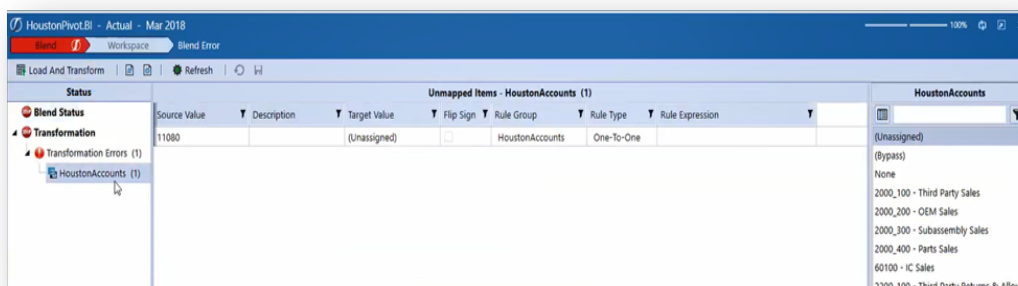 HoustonPivot.BI - Actual - Mar 2018
100%
Blend
Workspace
Blend Error
Load And Transform
Refresh
Status
Unmapped Items - HoustonAccounts (1)
HoustonAccounts
Blend Status
Source Value Description Target Value Flip Sign Rule Group Rule Type Rule Expression
Transformation
11080 (Unassigned) HoustonAccounts One-To-One
(Unassigned)
Transformation Errors (1)
(Bypass)
HoustonAccounts (1)
None
2000_100 - Third Party Sales
2000_200 - OEM Sales
2000_300 - Subassembly Sales
2000_400 - Parts Sales
60100 - IC Sales